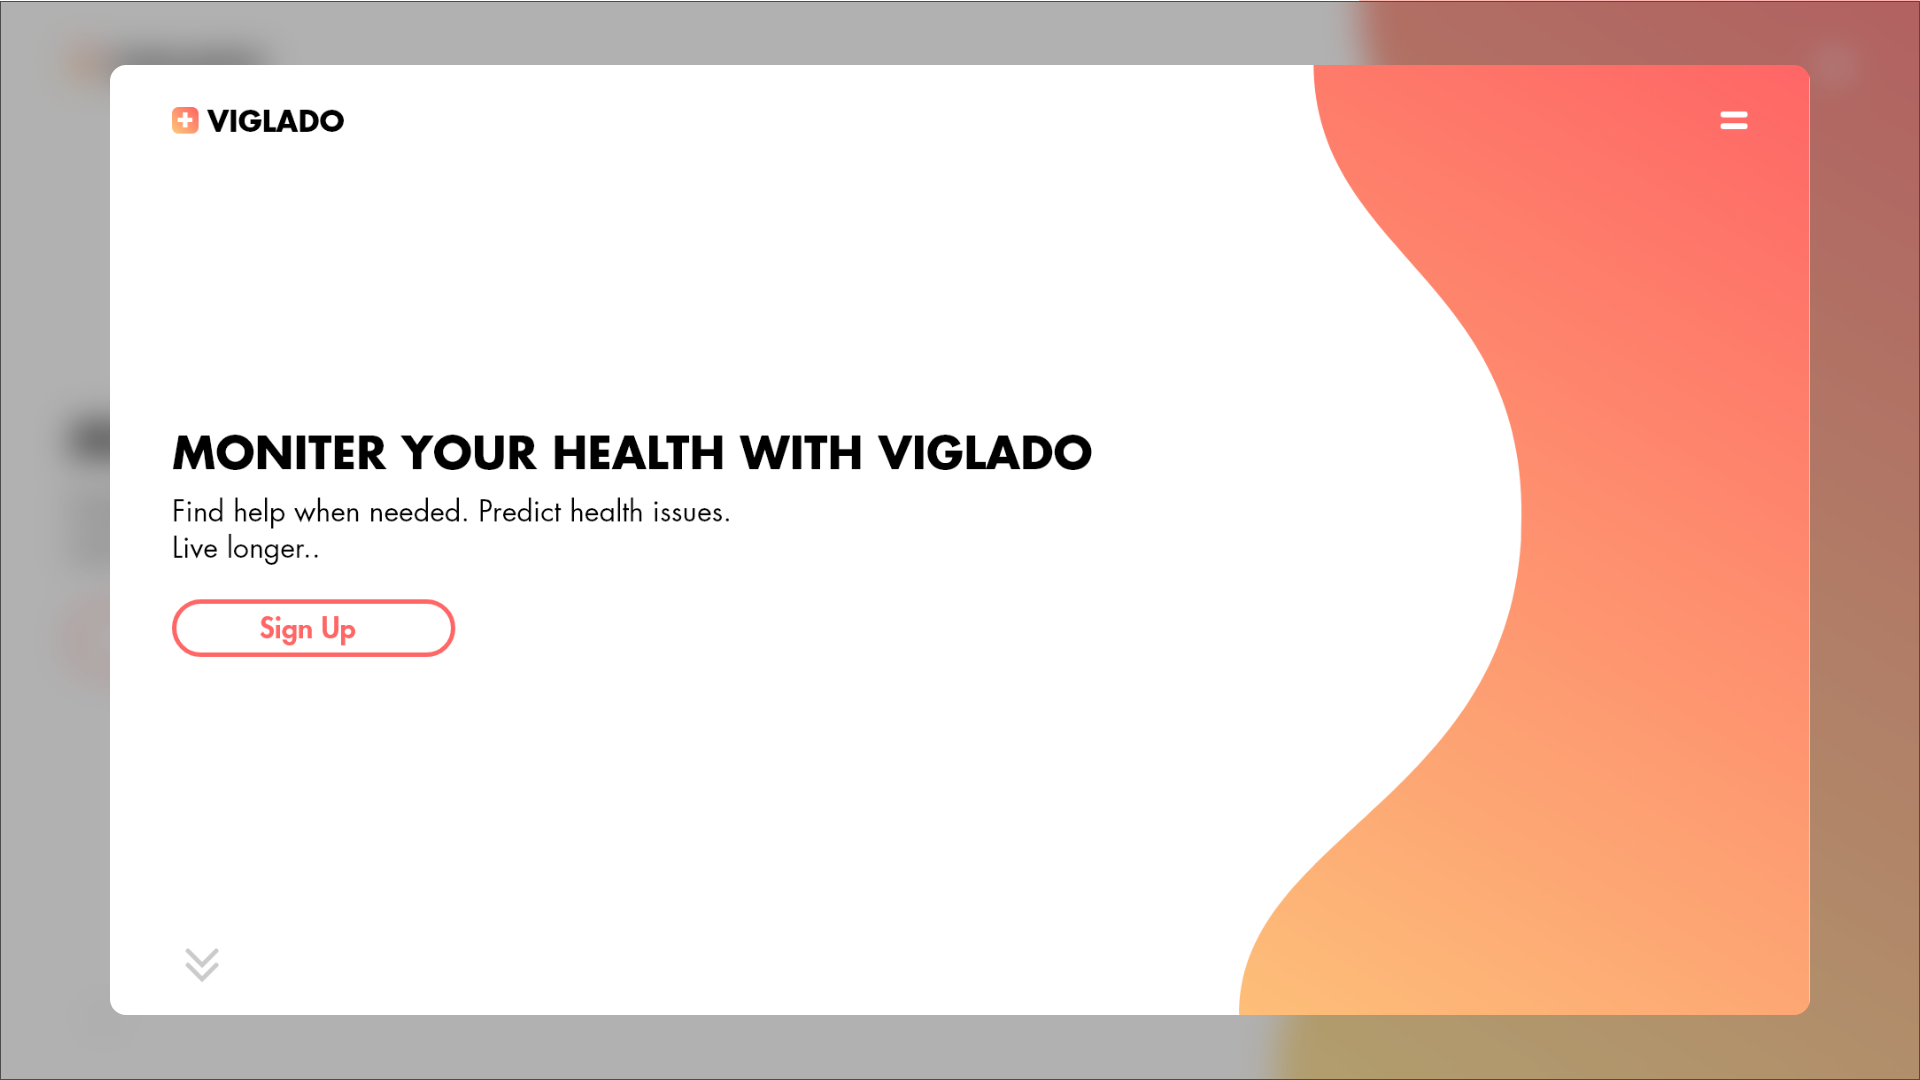 VIGLADO
MONITER YOUR HEALTH WITH VIGLADO
Find help when needed. Predict health issues.
Live longer..
Sign Up